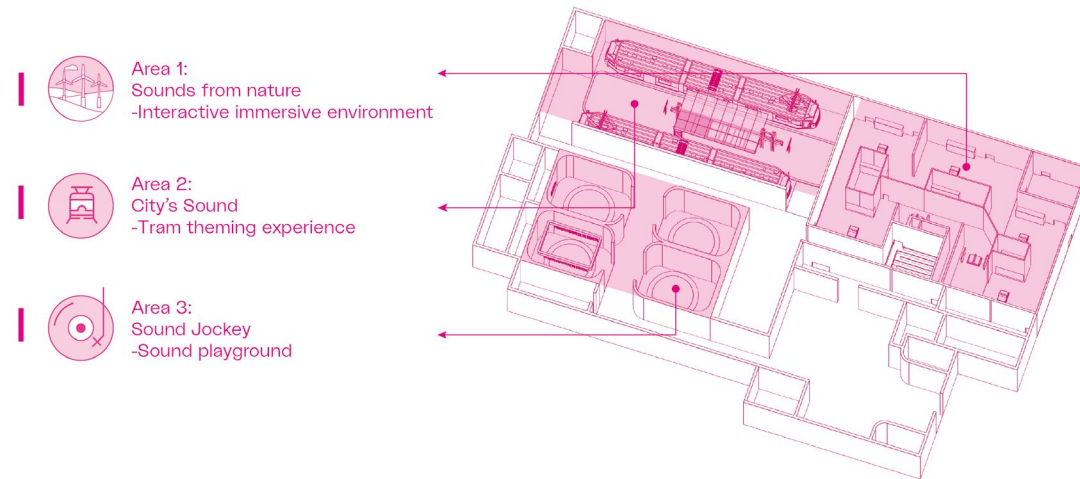 Area 1:
Sounds from nature
-Interactive immersive environment
Area 2:
City’s Sound
-Tram theming experience
Area 3:
Sound Jockey
-Sound playground